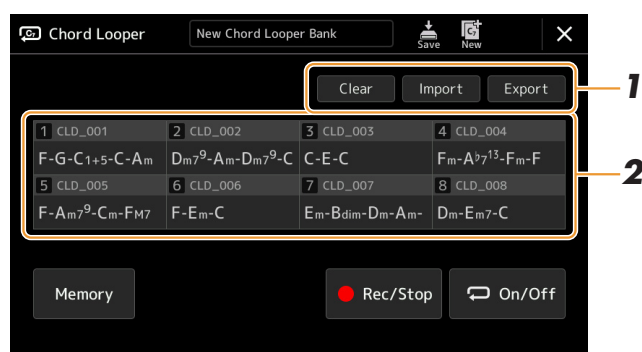 Chord Looper New Chord Looper Bank Save New
Clear Import Export 1
1 CLD_001 2 CLD_002 3 CLD_003 4 CLD_004
F-G-C1+5-C-Am Dm7⁹-Am-Dm7⁹-C C-E-C Fm-A♭7¹³-Fm-F
2
5 CLD_005 6 CLD_006 7 CLD_007 8 CLD_008
F-Am7⁹-Cm-FM7 F-Em-C Em-Bdim-Dm-Am- Dm-Em7-C
Memory Rec/Stop On/Off